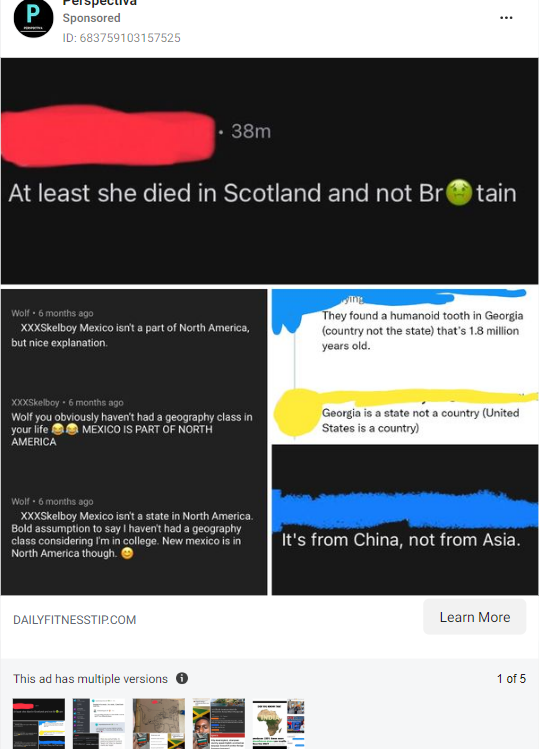 Perspectiva
P
PERSPECTIVA
Sponsored
ID: 683759103157525
· 38m
At least she died in Scotland and not Br🤢tain
Wolf • 6 months ago
XXXSkelboy Mexico isn't a part of North America,
but nice explanation.
XXXSkelboy • 6 months ago
Wolf you obviously haven't had a geography class in
your life 😂😂 MEXICO IS PART OF NORTH
AMERICA
Wolf • 6 months ago
XXXSkelboy Mexico isn't a state in North America.
Bold assumption to say I haven't had a geography
class considering I'm in college. New mexico is in
North America though. 😊
They found a humanoid tooth in Georgia
(country not the state) that's 1.8 million
years old.
Georgia is a state not a country (United
States is a country)
It's from China, not from Asia.
DAILYFITNESSTIP.COM
Learn More
This ad has multiple versions
1 of 5